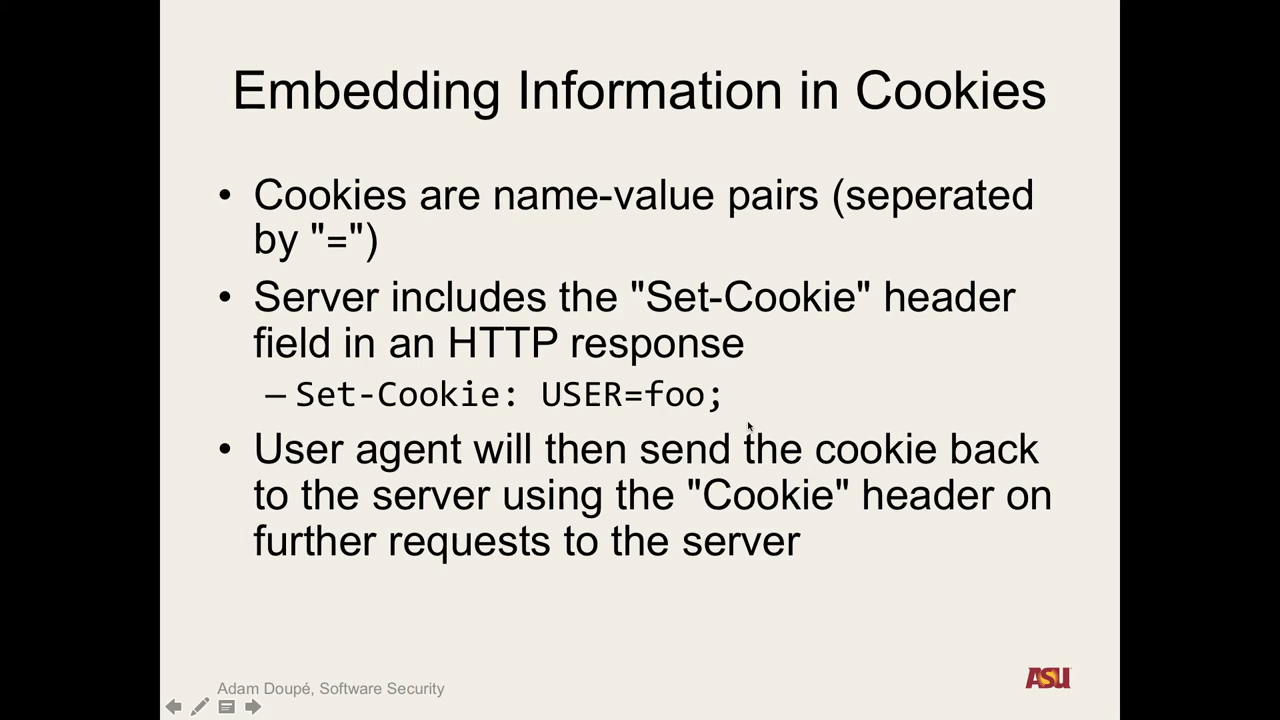 Embedding Information in Cookies
• Cookies are name-value pairs (seperated
by "=")
• Server includes the "Set-Cookie" header
field in an HTTP response
– Set-Cookie: USER=foo;
• User agent will then send the cookie back
to the server using the "Cookie" header on
further requests to the server
Adam Doupé, Software Security
ASU